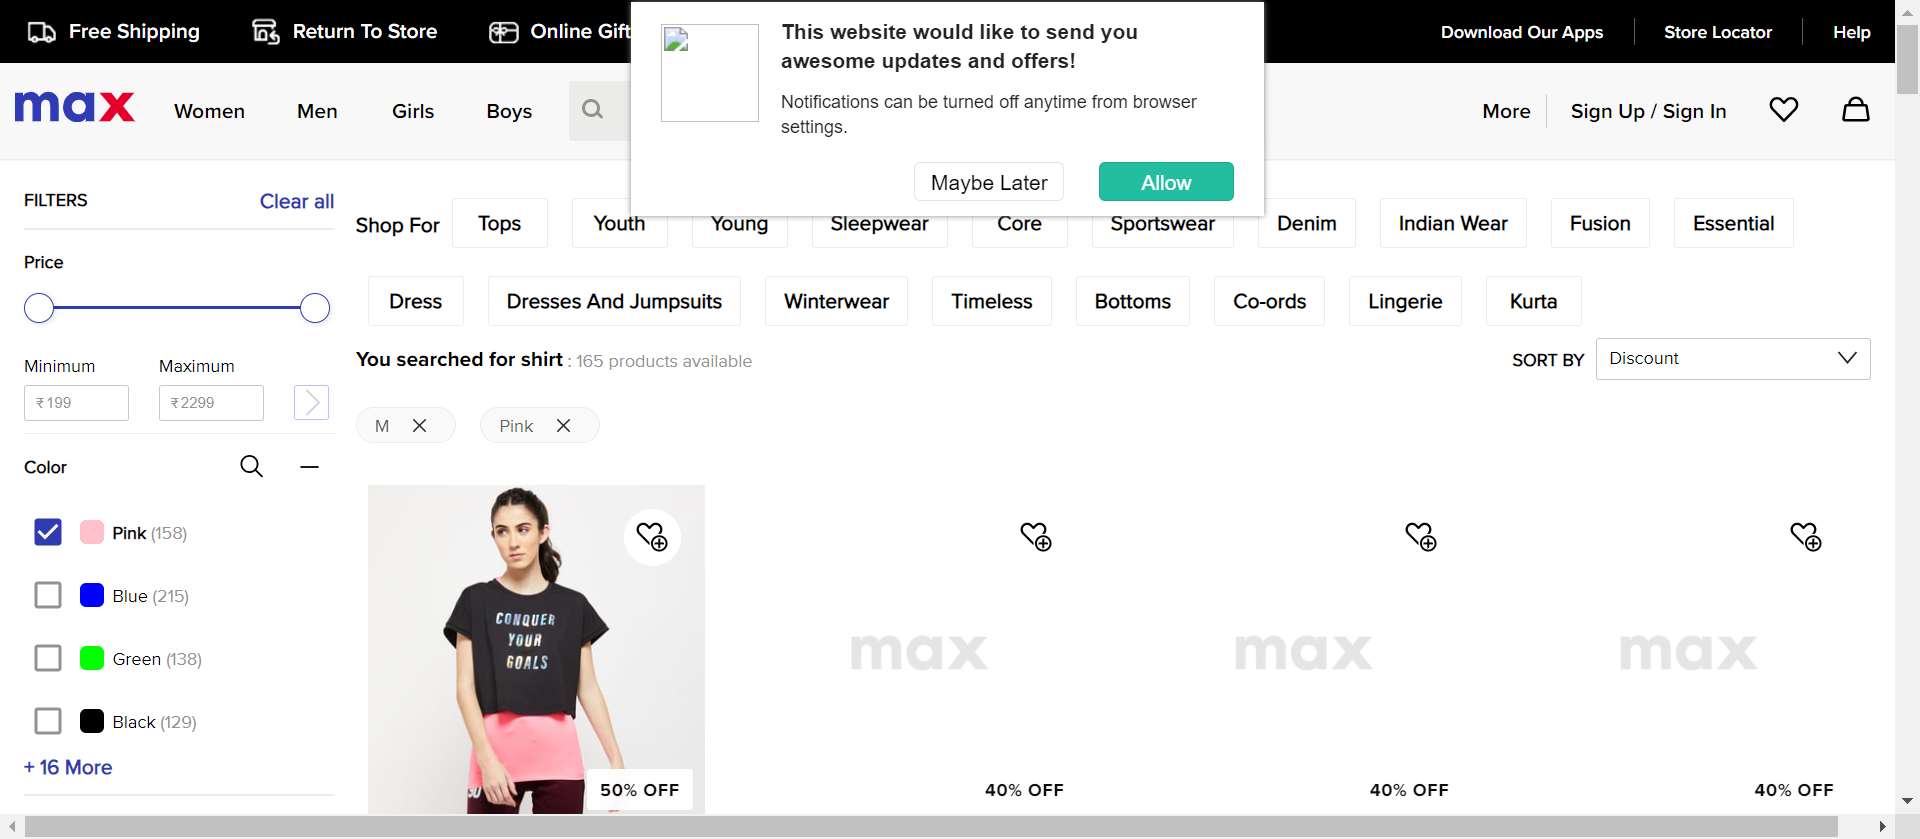 Free Shipping
Return To Store
Online Gift
Download Our Apps
Store Locator
Help
This website would like to send you
awesome updates and offers!
Notifications can be turned off anytime from browser
settings.
Maybe Later
Allow
max
Women
Men
Girls
Boys
More
Sign Up / Sign In
FILTERS
Clear all
Price
Minimum
Maximum
₹ 199
₹ 2299
Color
Pink (158)
Blue (215)
Green (138)
Black (129)
+ 16 More
Shop For
Tops
Youth
Young
Sleepwear
Core
Sportswear
Denim
Indian Wear
Fusion
Essential
Dress
Dresses And Jumpsuits
Winterwear
Timeless
Bottoms
Co-ords
Lingerie
Kurta
You searched for shirt : 165 products available
SORT BY
Discount
M
Pink
CONQUER
YOUR
GOALS
50% OFF
max
40% OFF
max
40% OFF
max
40% OFF